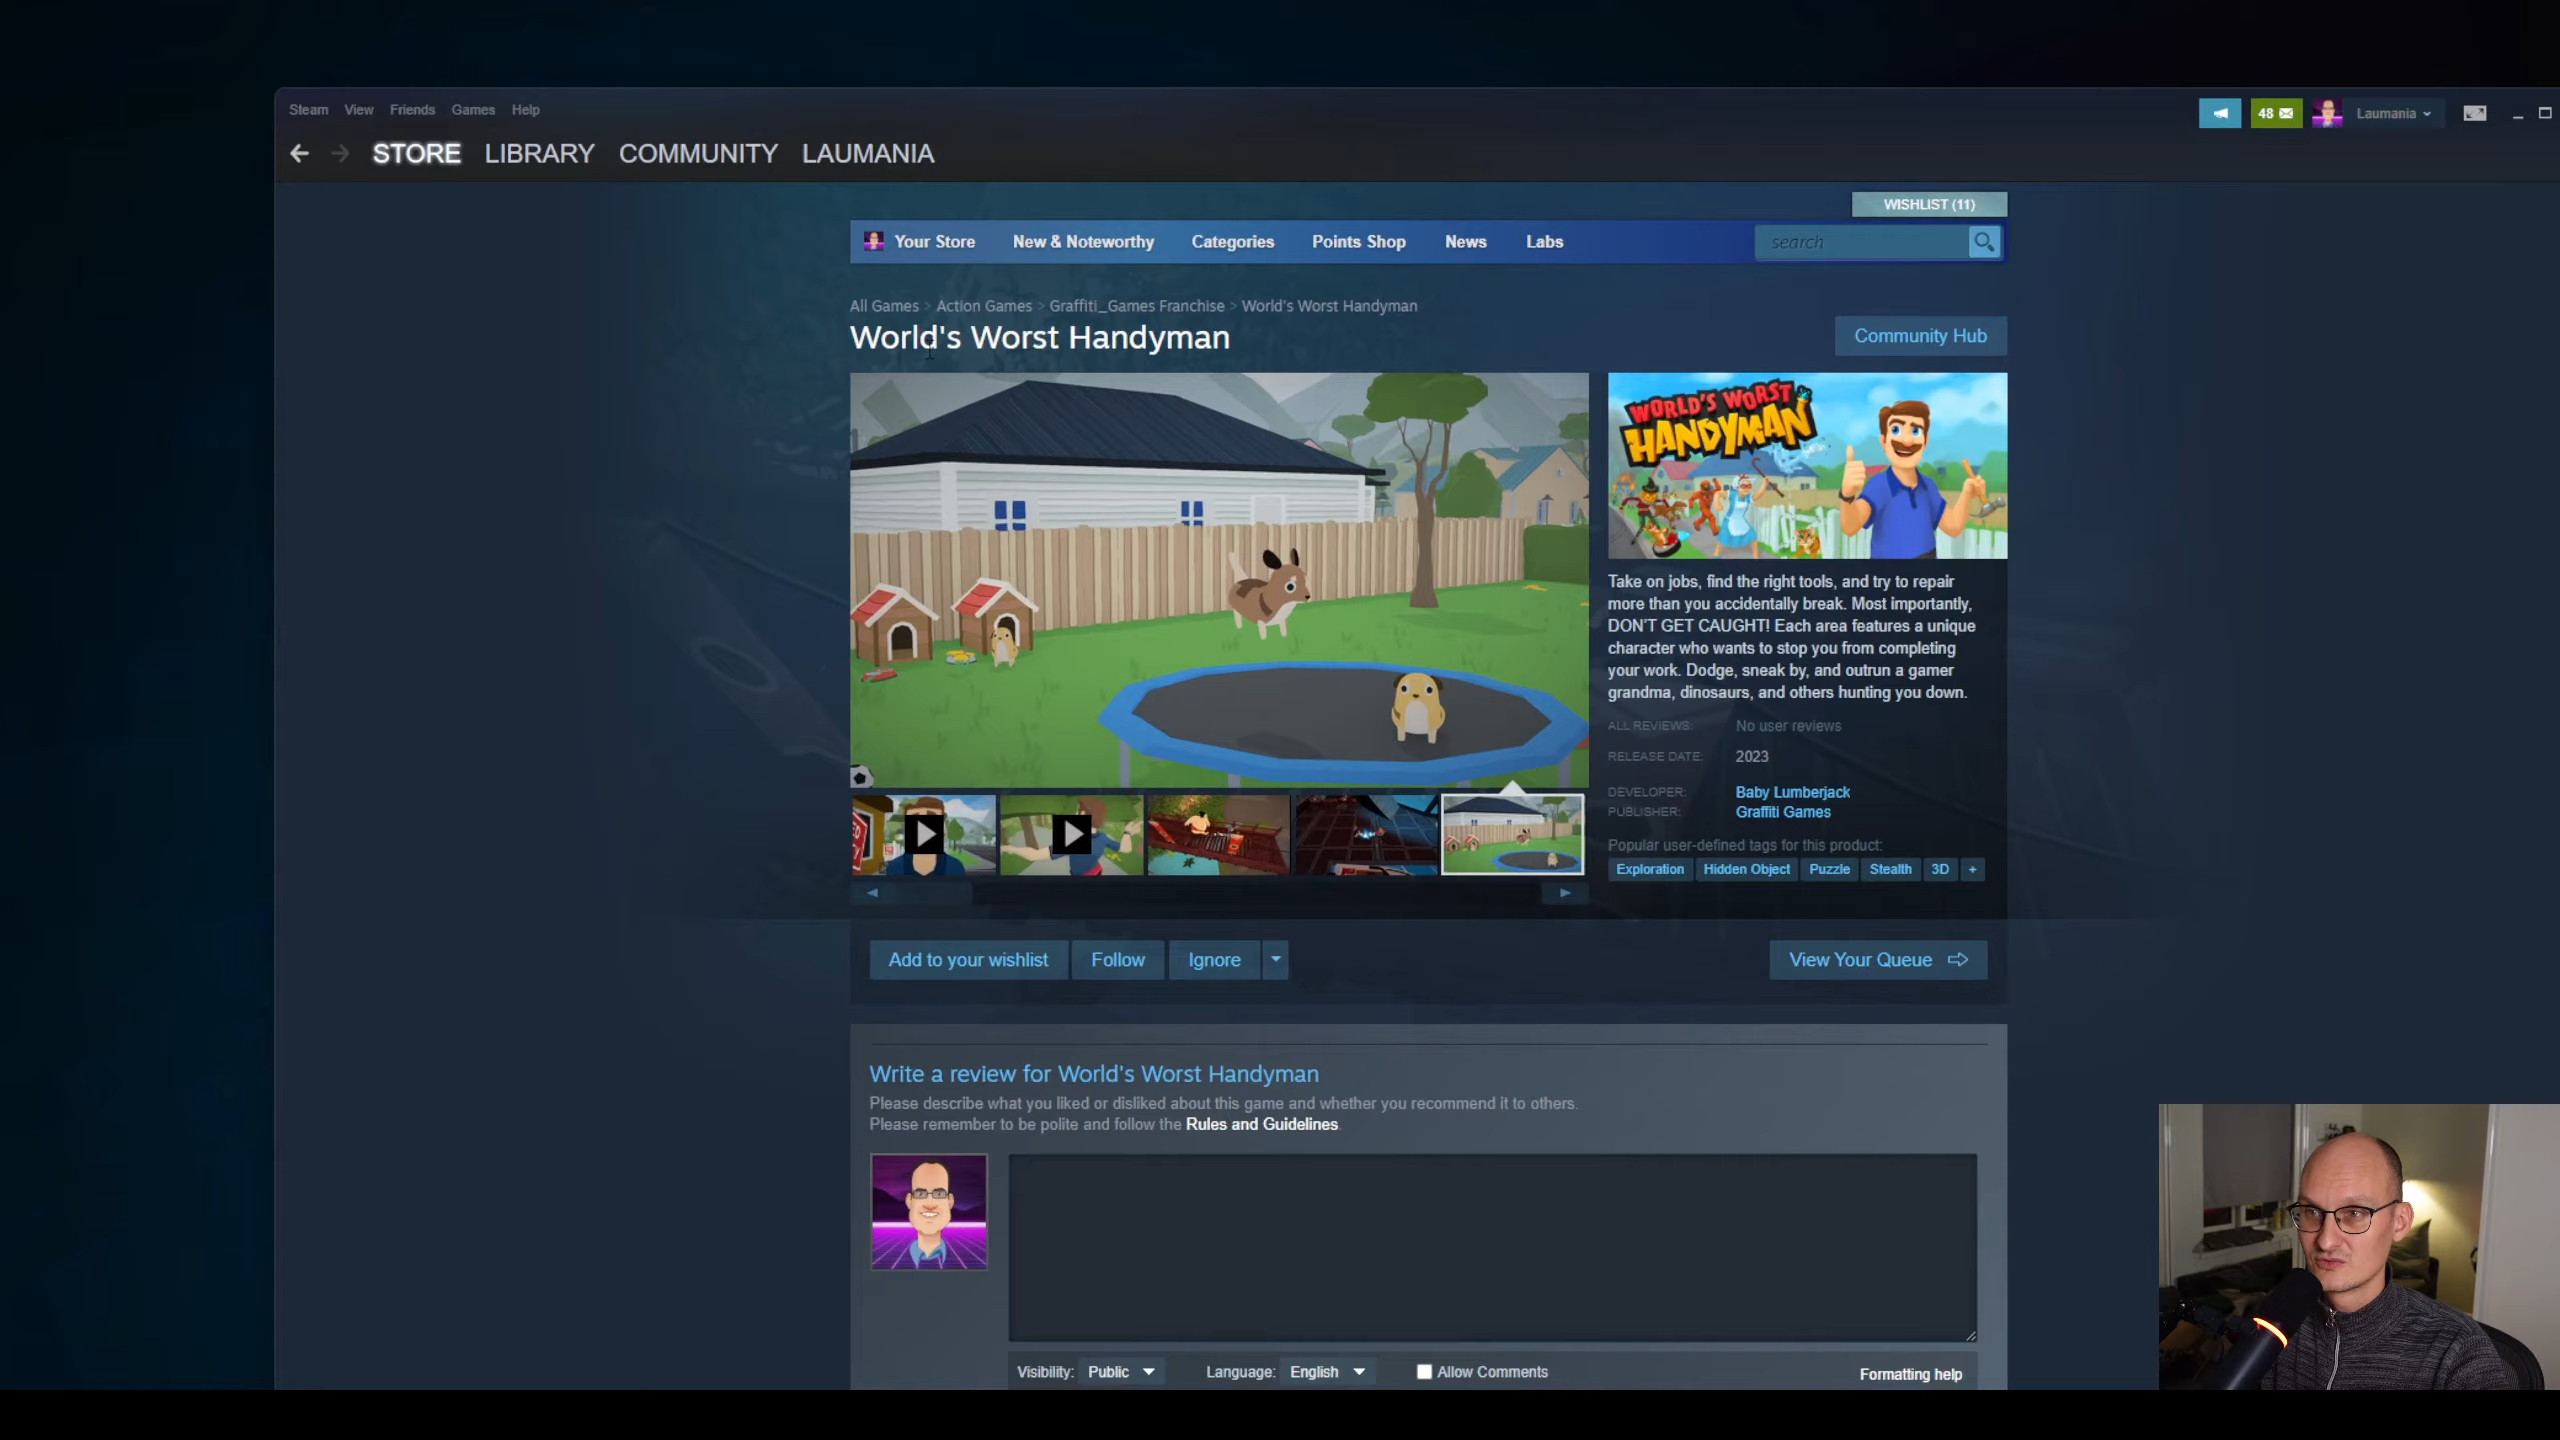 Steam View Friends Games Help
48
Laumania
STORE LIBRARY COMMUNITY LAUMANIA
WISHLIST (11)
Your Store New & Noteworthy Categories Points Shop News Labs
search
All Games > Action Games > Graffiti_Games Franchise > World's Worst Handyman
World's Worst Handyman
Community Hub
WORLD'S WORST
HANDYMAN
Take on jobs, find the right tools, and try to repair
more than you accidentally break. Most importantly,
DON'T GET CAUGHT! Each area features a unique
character who wants to stop you from completing
your work. Dodge, sneak by, and outrun a gamer
grandma, dinosaurs, and others hunting you down.
ALL REVIEWS: No user reviews
RELEASE DATE: 2023
DEVELOPER: Baby Lumberjack
PUBLISHER: Graffiti Games
Popular user-defined tags for this product:
Exploration Hidden Object Puzzle Stealth 3D +
Add to your wishlist Follow Ignore
View Your Queue
Write a review for World's Worst Handyman
Please describe what you liked or disliked about this game and whether you recommend it to others.
Please remember to be polite and follow the Rules and Guidelines.
Visibility: Public Language: English Allow Comments Formatting help